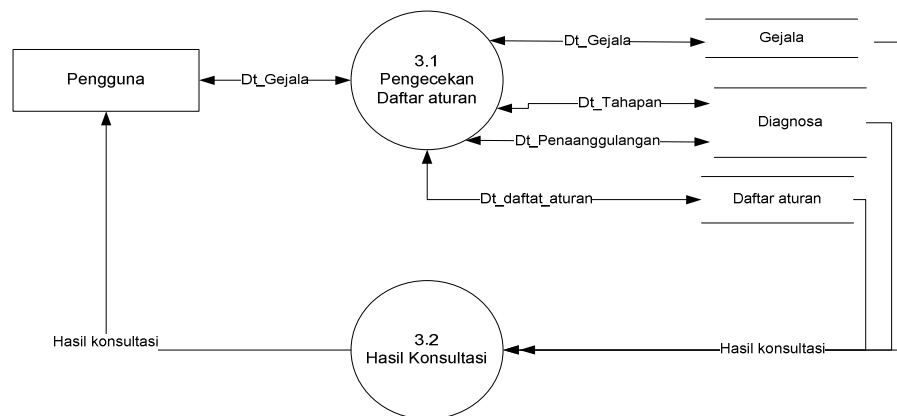 3.1
Pengecekan
Daftar aturan
Pengguna
Dt_Gejala
Dt_Gejala
Gejala
Dt_Tahapan
Diagnosa
Dt_Penaanggulangan
Dt_daftat_aturan
Daftar aturan
3.2
Hasil Konsultasi
Hasil konsultasi
Hasil konsultasi